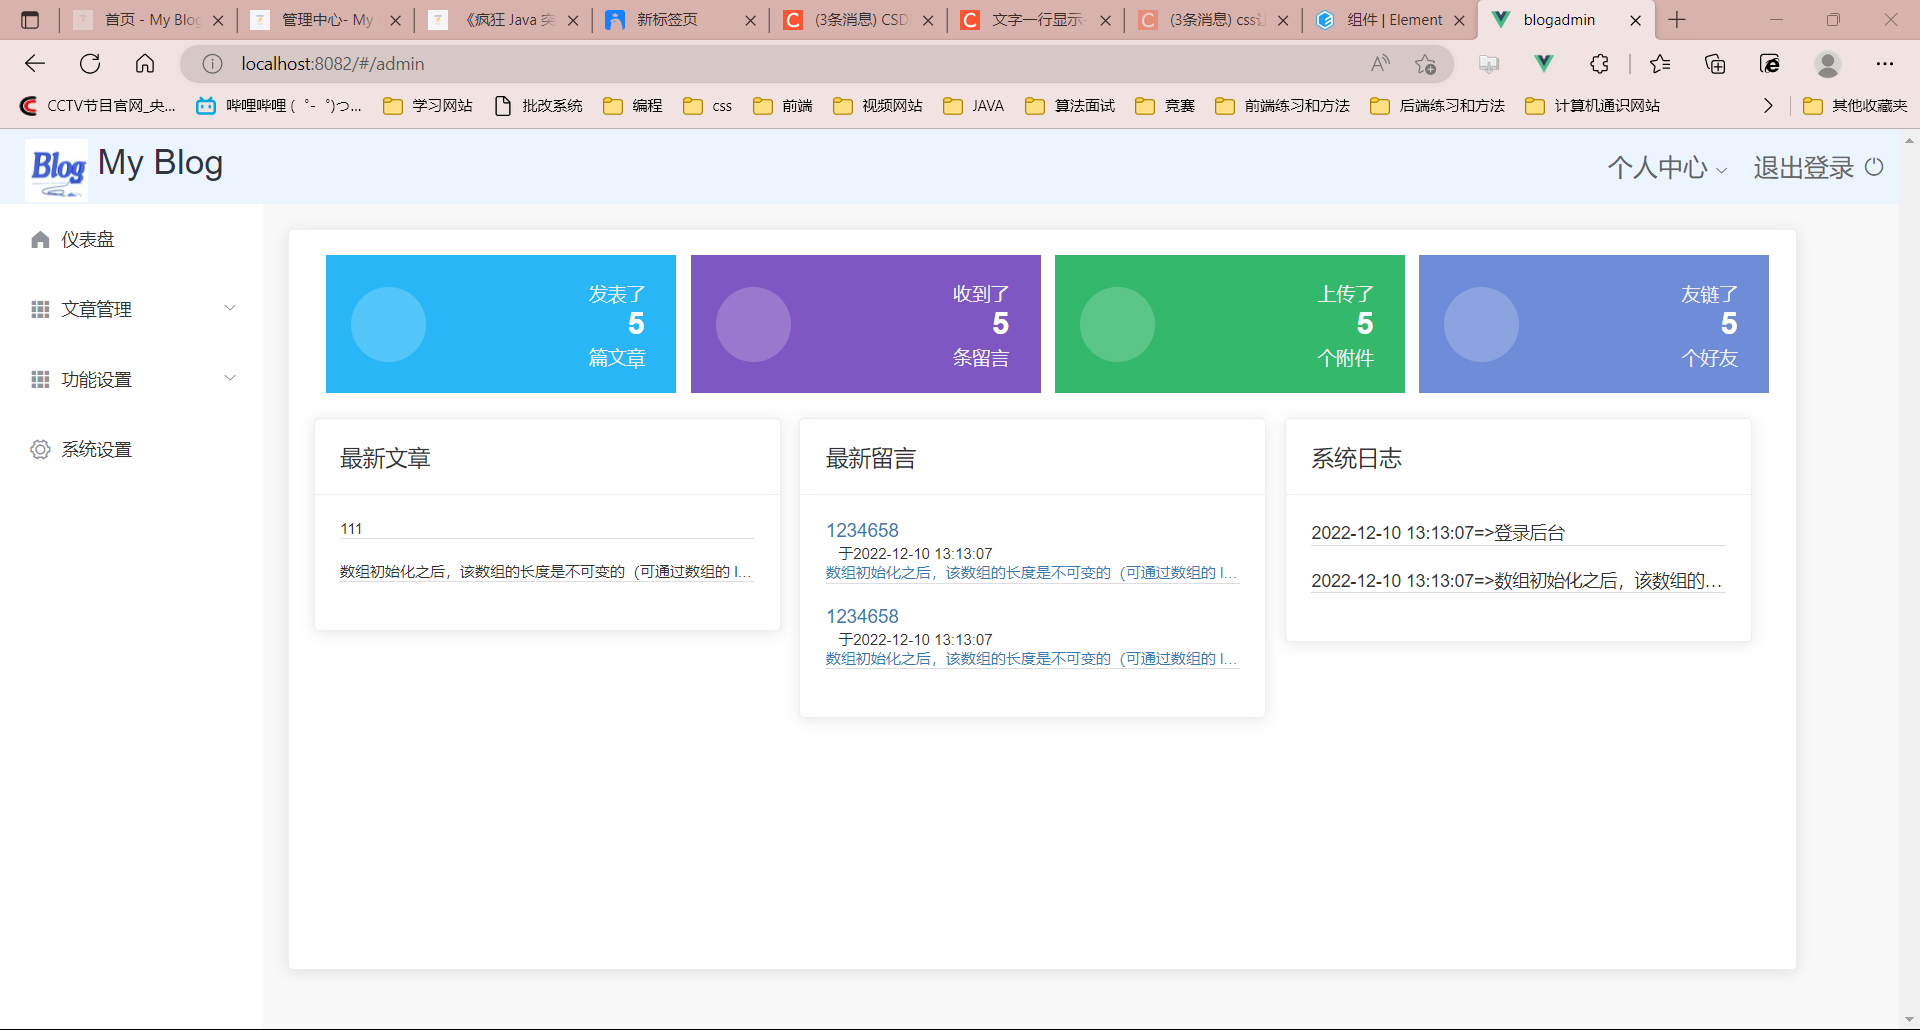 首页 - My Blog
管理中心- My
《疯狂 Java 突
新标签页
(3条消息) CSD
文字一行显示-
(3条消息) css让
组件 | Element
blogadmin
localhost:8082/#/admin
CCTV节目官网_央...
哔哩哔哩 ( ゜- ゜)つ...
学习网站
批改系统
编程
css
前端
视频网站
JAVA
算法面试
竞赛
前端练习和方法
后端练习和方法
计算机通识网站
其他收藏夹
Blog
My Blog
个人中心
退出登录
仪表盘
文章管理
功能设置
系统设置
发表了
5
篇文章
收到了
5
条留言
上传了
5
个附件
友链了
5
个好友
最新文章
111
数组初始化之后，该数组的长度是不可变的（可通过数组的 l...
最新留言
1234658
于2022-12-10 13:13:07
数组初始化之后，该数组的长度是不可变的（可通过数组的 l...
1234658
于2022-12-10 13:13:07
数组初始化之后，该数组的长度是不可变的（可通过数组的 l...
系统日志
2022-12-10 13:13:07=>登录后台
2022-12-10 13:13:07=>数组初始化之后，该数组的...